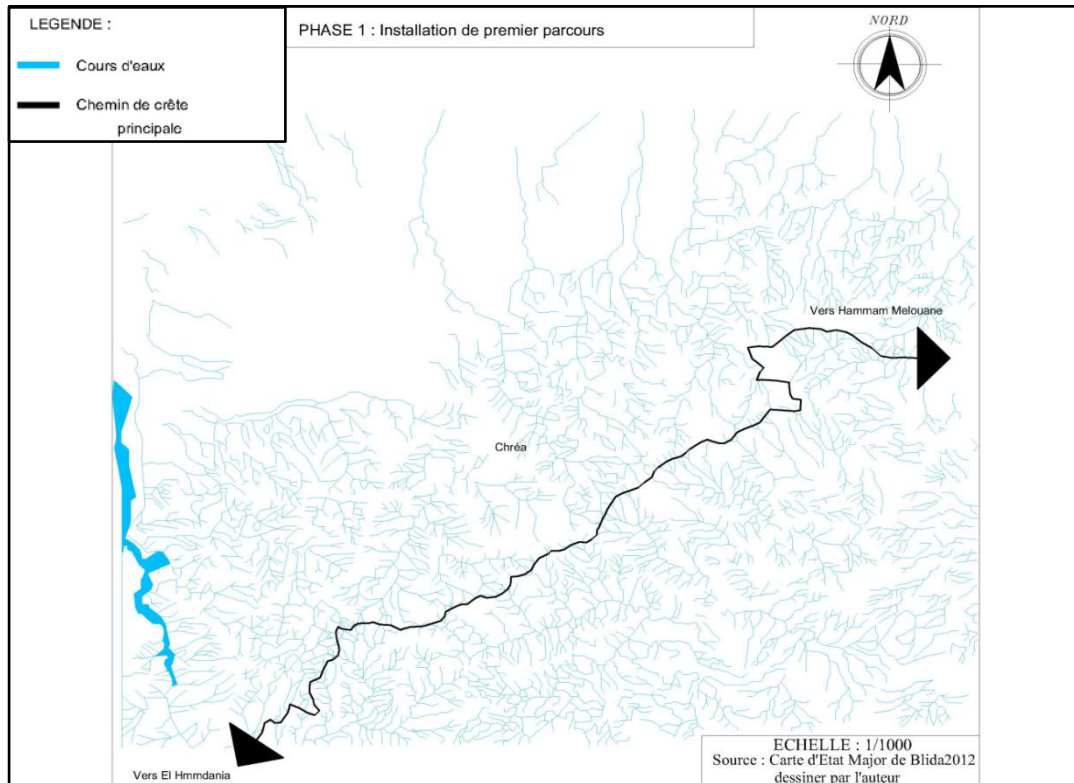 LEGENDE :
Cours d'eaux
Chemin de crête
principale
PHASE 1 : Installation de premier parcours
NORD
Vers Hammam Melouane
Chréa
Vers El Hmmdania
ECHELLE : 1/1000
Source : Carte d'Etat Major de Blida2012
dessiner par l'auteur